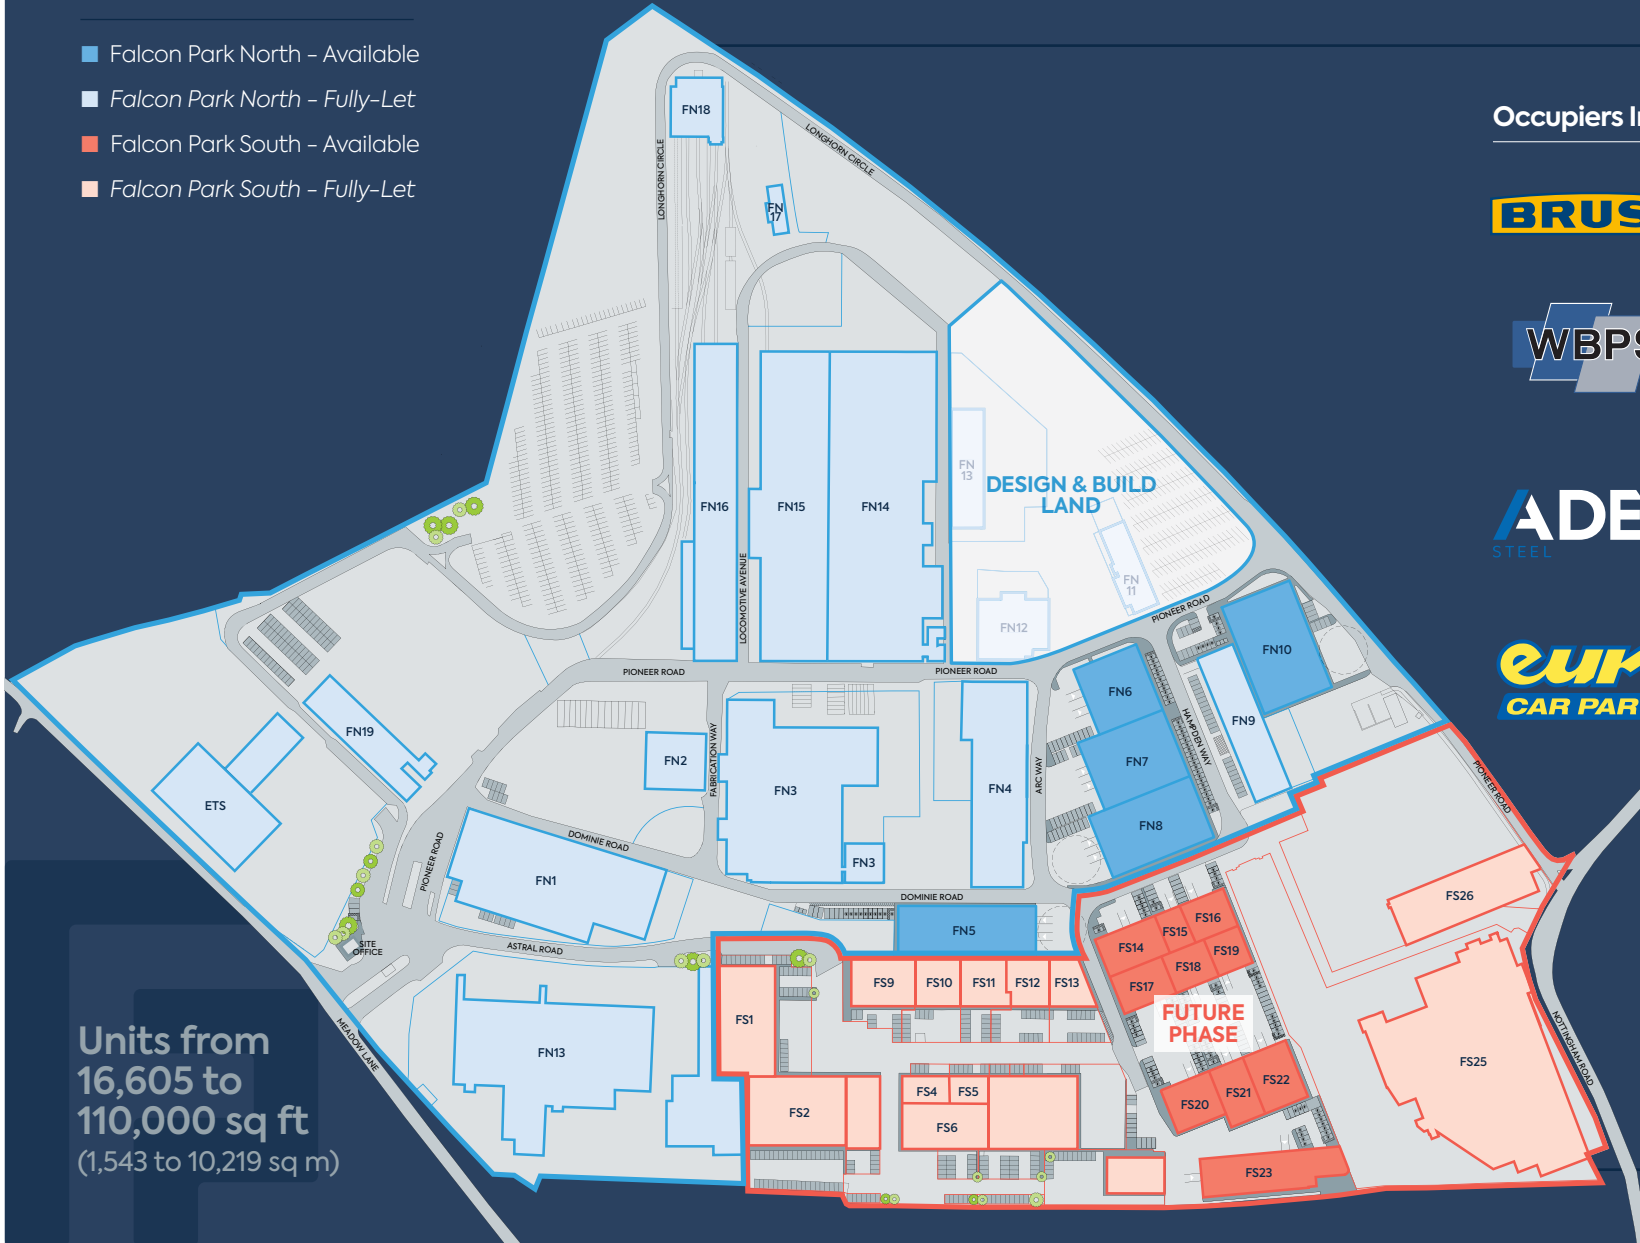 Falcon Park North - Available
Falcon Park North - Fully-Let
Falcon Park South - Available
Falcon Park South - Fully-Let
Occupiers I
BRUS
WBPS
ADE
STEEL
eur
CAR PAR
FN18
LONGHORN CIRCLE
LONGHORN CIRCLE
FN
17
FN
13
DESIGN & BUILD
LAND
FN16
FN15
FN14
LOCOMOTIVE AVENUE
FN
11
FN12
PIONEER ROAD
FN10
PIONEER ROAD
PIONEER ROAD
FN6
FN9
HAMPDEN WAY
FN19
FN2
FABRICATION WAY
FN3
FN4
ARC WAY
FN7
PIONEER ROAD
ETS
FN8
DOMINIE ROAD
PIONEER ROAD
FN3
FN1
DOMINIE ROAD
FS26
FN5
FS16
FS15
FS14
FS19
FS18
FS17
SITE
OFFICE
ASTRAL ROAD
FS9
FS10
FS11
FS12
FS13
FUTURE
PHASE
FS1
MEADOW LANE
FN13
NOTTINGHAM ROAD
FS25
FS4
FS5
FS22
FS21
FS20
FS2
FS6
FS23
Units from
16,605 to
110,000 sq ft
(1,543 to 10,219 sq m)